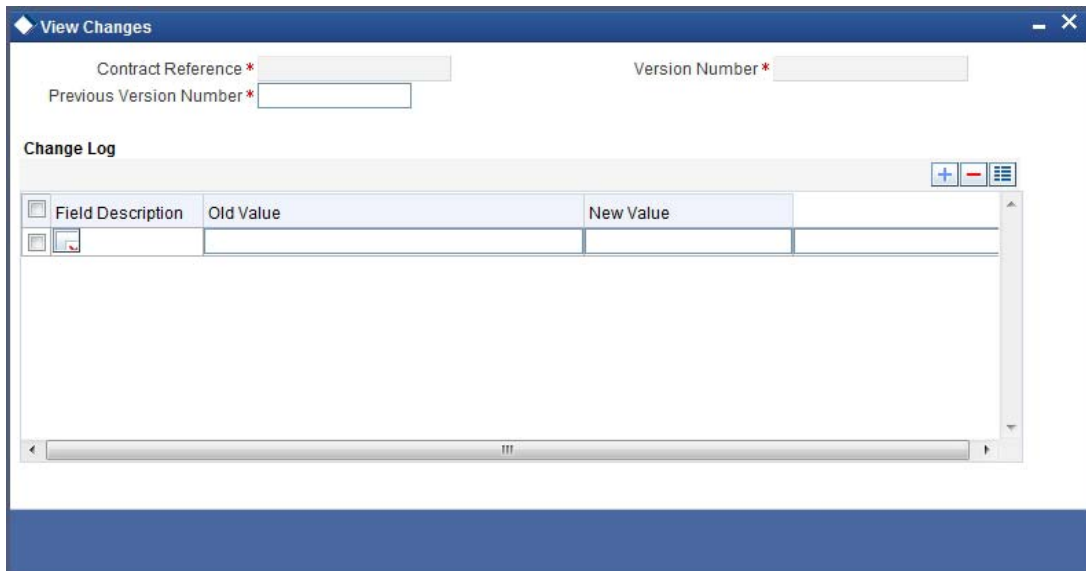 View Changes
Contract Reference * Version Number *
Previous Version Number *
Change Log
Field Description Old Value New Value